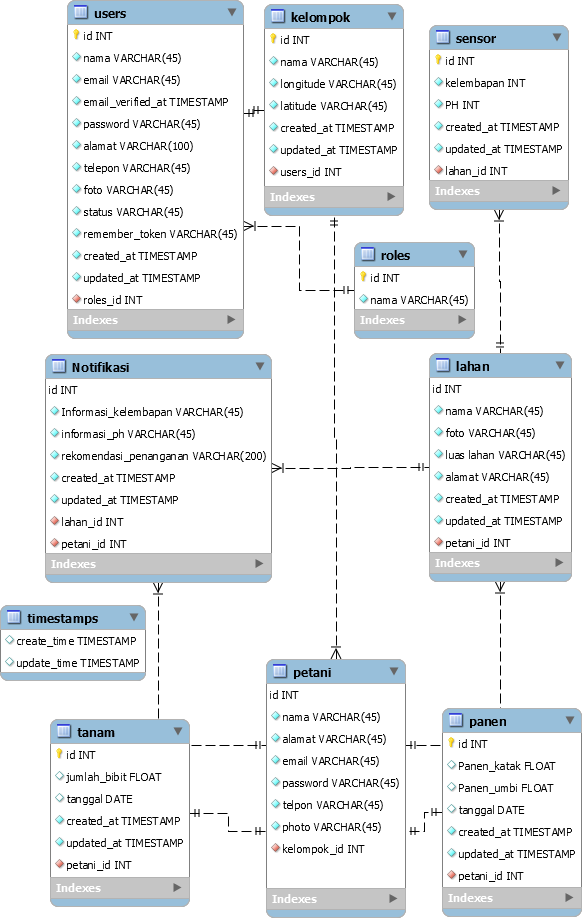 users
id INT
nama VARCHAR(45)
email VARCHAR(45)
email_verified_at TIMESTAMP
password VARCHAR(45)
alamat VARCHAR(100)
telepon VARCHAR(45)
foto VARCHAR(45)
status VARCHAR(45)
remember_token VARCHAR(45)
created_at TIMESTAMP
updated_at TIMESTAMP
roles_id INT
Indexes
kelompok
id INT
nama VARCHAR(45)
longitude VARCHAR(45)
latitude VARCHAR(45)
created_at TIMESTAMP
updated_at TIMESTAMP
users_id INT
Indexes
sensor
id INT
kelembapan INT
PH INT
created_at TIMESTAMP
updated_at TIMESTAMP
lahan_id INT
Indexes
roles
id INT
nama VARCHAR(45)
Indexes
Notifikasi
id INT
Informasi_kelembapan VARCHAR(45)
informasi_ph VARCHAR(45)
rekomendasi_penanganan VARCHAR(200)
created_at TIMESTAMP
updated_at TIMESTAMP
lahan_id INT
petani_id INT
Indexes
lahan
id INT
nama VARCHAR(45)
foto VARCHAR(45)
luas lahan VARCHAR(45)
alamat VARCHAR(45)
created_at TIMESTAMP
updated_at TIMESTAMP
petani_id INT
Indexes
timestamps
create_time TIMESTAMP
update_time TIMESTAMP
tanam
id INT
jumlah_bibit FLOAT
tanggal DATE
created_at TIMESTAMP
updated_at TIMESTAMP
petani_id INT
Indexes
petani
id INT
nama VARCHAR(45)
alamat VARCHAR(45)
email VARCHAR(45)
password VARCHAR(45)
telpon VARCHAR(45)
photo VARCHAR(45)
kelompok_id INT
Indexes
panen
id INT
Panen_katak FLOAT
Panen_umbi FLOAT
tanggal DATE
created_at TIMESTAMP
updated_at TIMESTAMP
petani_id INT
Indexes